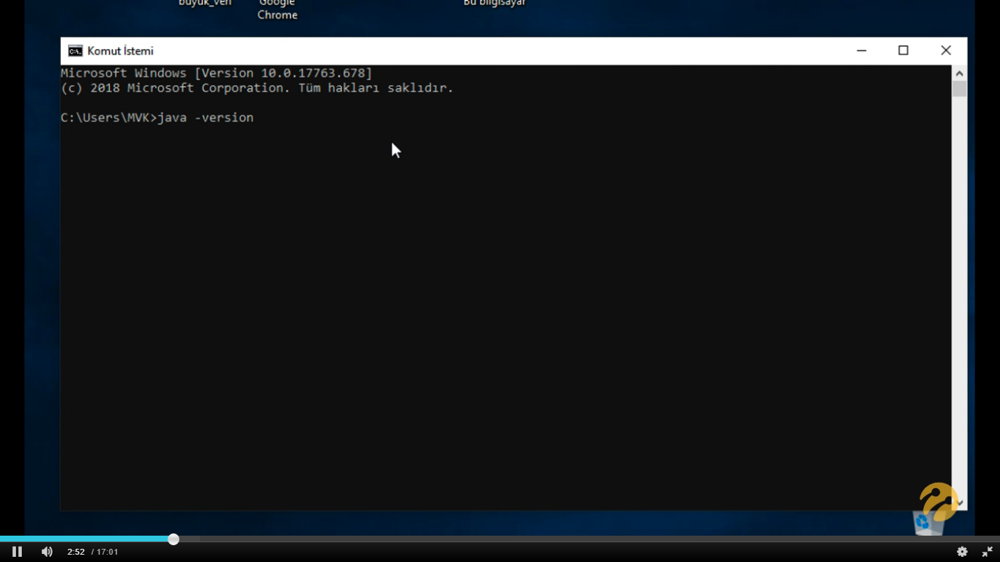 büyük_veri
Google
Chrome
Bu bilgisayar
Komut İstemi
Microsoft Windows [Version 10.0.17763.678]
(c) 2018 Microsoft Corporation. Tüm hakları saklıdır.
C:\Users\MVK>java -version
2:52 / 17:01